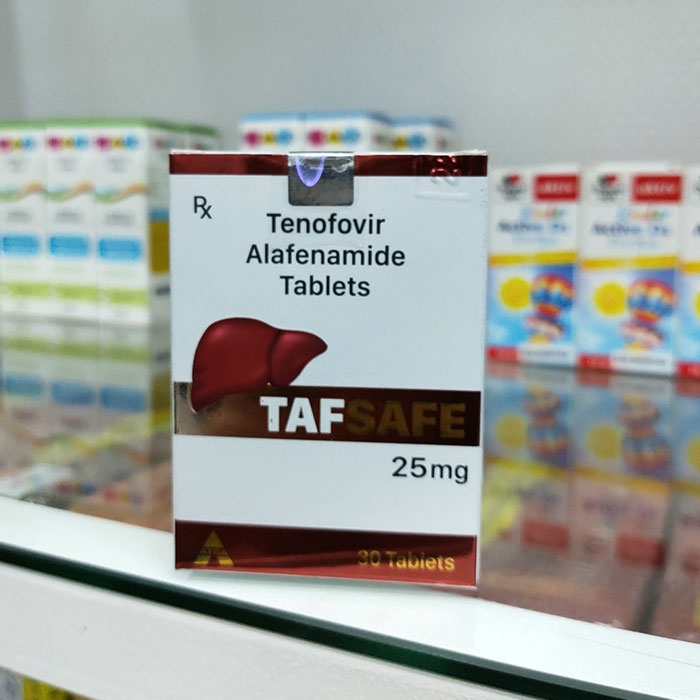 Rx
Tenofovir
Alafenamide
Tablets
TAFSAFE
25mg
30 Tablets